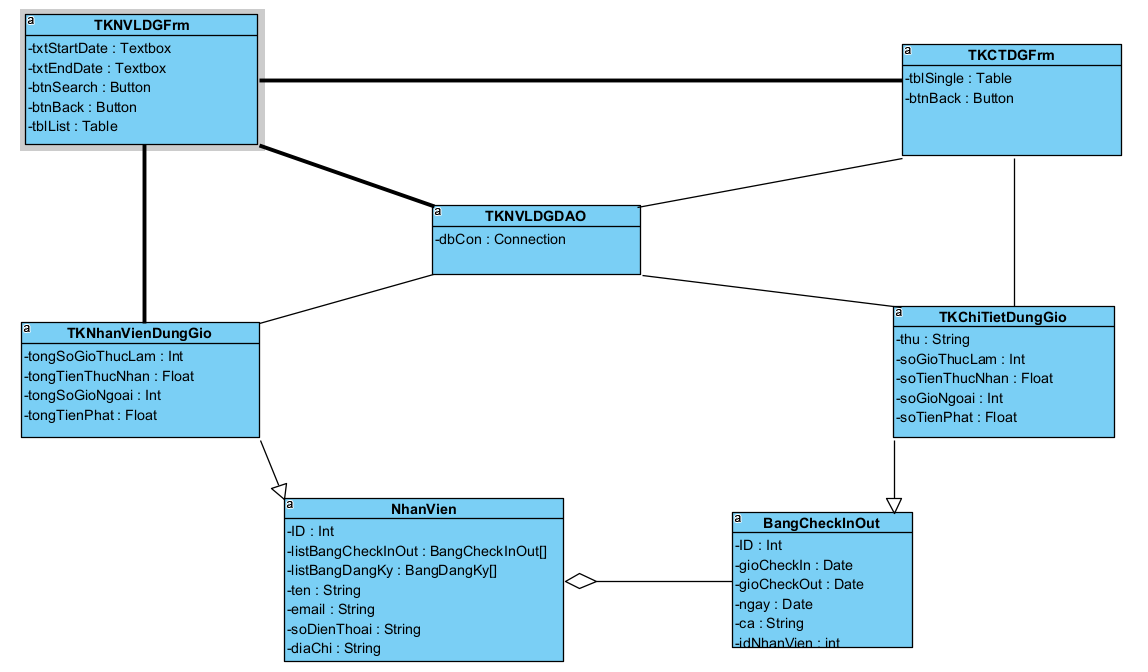 a
TKNVLDGFrm
-txtStartDate : Textbox
-txtEndDate : Textbox
-btnSearch : Button
-btnBack : Button
-tblList : Table
a
TKCTDGFrm
-tblSingle : Table
-btnBack : Button
a
TKNVLDGDAO
-dbCon : Connection
a
TKNhanVienDungGio
-tongSoGioThucLam : Int
-tongTienThucNhan : Float
-tongSoGioNgoai : Int
-tongTienPhat : Float
a
TKChiTietDungGio
-thu : String
-soGioThucLam : Int
-soTienThucNhan : Float
-soGioNgoai : Int
-soTienPhat : Float
a
NhanVien
-ID : Int
-listBangCheckInOut : BangCheckInOut[]
-listBangDangKy : BangDangKy[]
-ten : String
-email : String
-soDienThoai : String
-diaChi : String
a
BangCheckInOut
-ID : Int
-gioCheckIn : Date
-gioCheckOut : Date
-ngay : Date
-ca : String
-idNhanVien : int